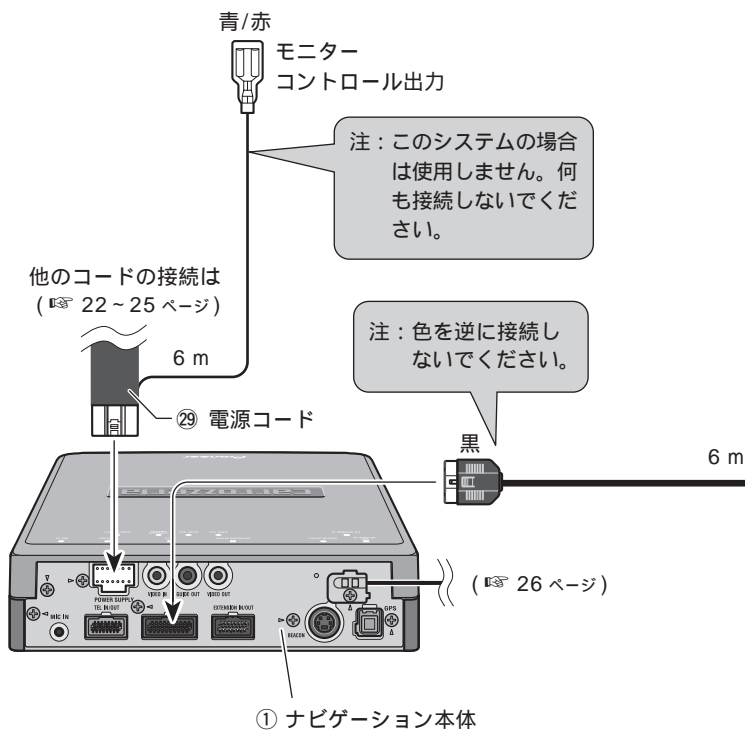 青/赤
モニター
コントロール出力
注：このシステムの場合
は使用しません。何
も接続しないでくだ
さい。
他のコードの接続は
(☞ 22~25 ページ)
6 m
㉙ 電源コード
注：色を逆に接続し
ないでください。
黒
6 m
carrozzeria
POWER SUPPLY
VIDEO IN
GUIDE OUT
VIDEO OUT
(☞ 26 ページ)
MIC IN
TEL IN/OUT
EXTENSION IN/OUT
BEACON
GPS
① ナビゲーション本体